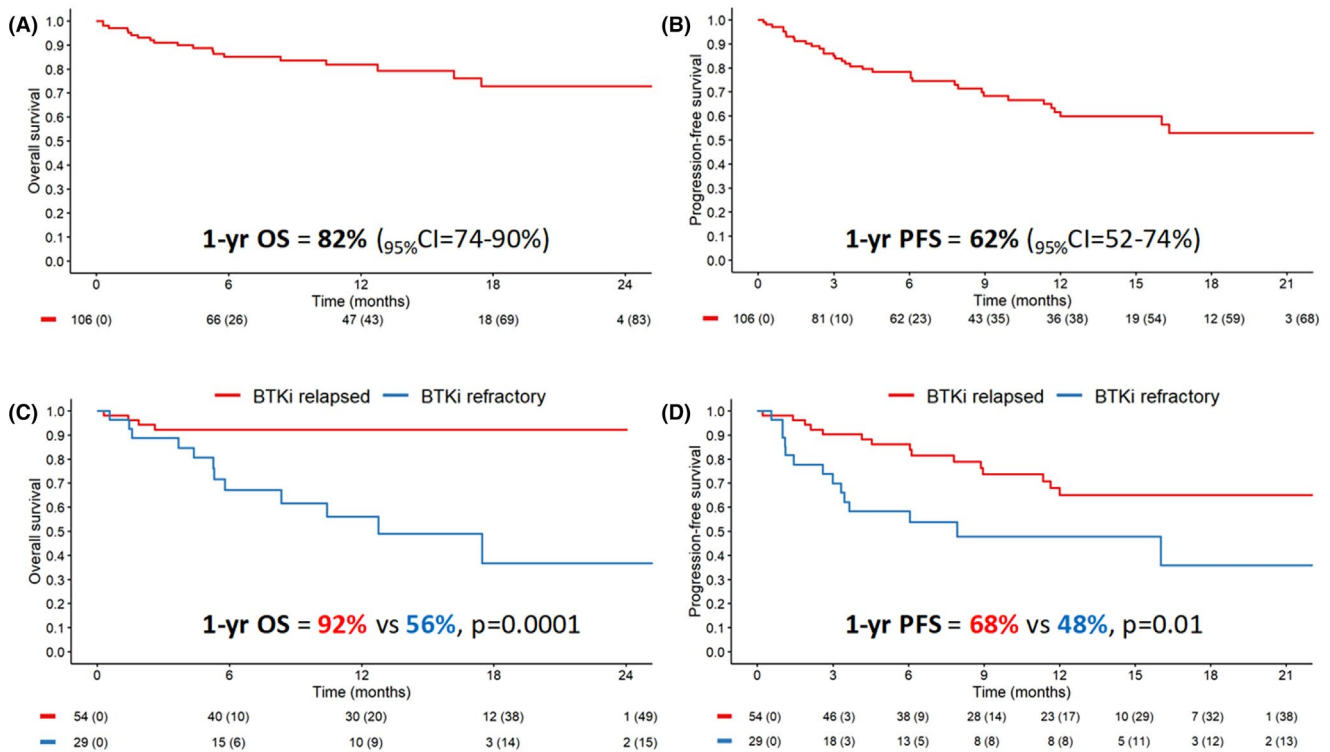 (A)
Overall survival
1.0
0.9
0.8
0.7
0.6
0.5
0.4
0.3
0.2
0.1
0.0
1-yr OS = 82% (95%CI=74-90%)
0 6 12 18 24
Time (months)
106 (0) 66 (26) 47 (43) 18 (69) 4 (83)
(B)
Progression-free survival
1.0
0.9
0.8
0.7
0.6
0.5
0.4
0.3
0.2
0.1
0.0
1-yr PFS = 62% (95%CI=52-74%)
0 3 6 9 12 15 18 21
Time (months)
106 (0) 81 (10) 62 (23) 43 (35) 36 (38) 19 (54) 12 (59) 3 (68)
(C)
BTKi relapsed BTKi refractory
Overall survival
1.0
0.9
0.8
0.7
0.6
0.5
0.4
0.3
0.2
0.1
0.0
1-yr OS = 92% vs 56%, p=0.0001
0 6 12 18 24
Time (months)
54 (0) 40 (10) 30 (20) 12 (38) 1 (49)
29 (0) 15 (6) 10 (9) 3 (14) 2 (15)
(D)
BTKi relapsed BTKi refractory
Progression-free survival
1.0
0.9
0.8
0.7
0.6
0.5
0.4
0.3
0.2
0.1
0.0
1-yr PFS = 68% vs 48%, p=0.01
0 3 6 9 12 15 18 21
Time (months)
54 (0) 46 (3) 38 (9) 28 (14) 23 (17) 10 (29) 7 (32) 1 (38)
29 (0) 18 (3) 13 (5) 8 (8) 8 (8) 5 (11) 3 (12) 2 (13)